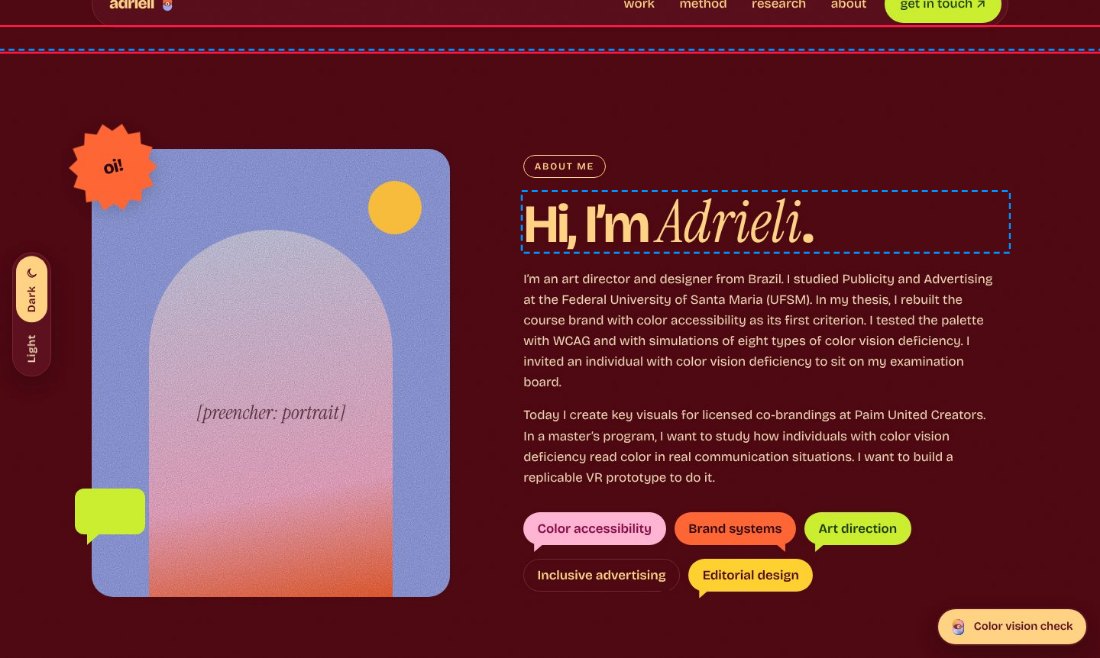 adrieli
work method research about get in touch ↗
oi!
Dark
Light
[preencher: portrait]
ABOUT ME
Hi, I'm Adrieli.
I'm an art director and designer from Brazil. I studied Publicity and Advertising
at the Federal University of Santa Maria (UFSM). In my thesis, I rebuilt the
course brand with color accessibility as its first criterion. I tested the palette
with WCAG and with simulations of eight types of color vision deficiency. I
invited an individual with color vision deficiency to sit on my examination
board.
Today I create key visuals for licensed co-brandings at Paim United Creators.
In a master's program, I want to study how individuals with color vision
deficiency read color in real communication situations. I want to build a
replicable VR prototype to do it.
Color accessibility
Brand systems
Art direction
Inclusive advertising
Editorial design
Color vision check